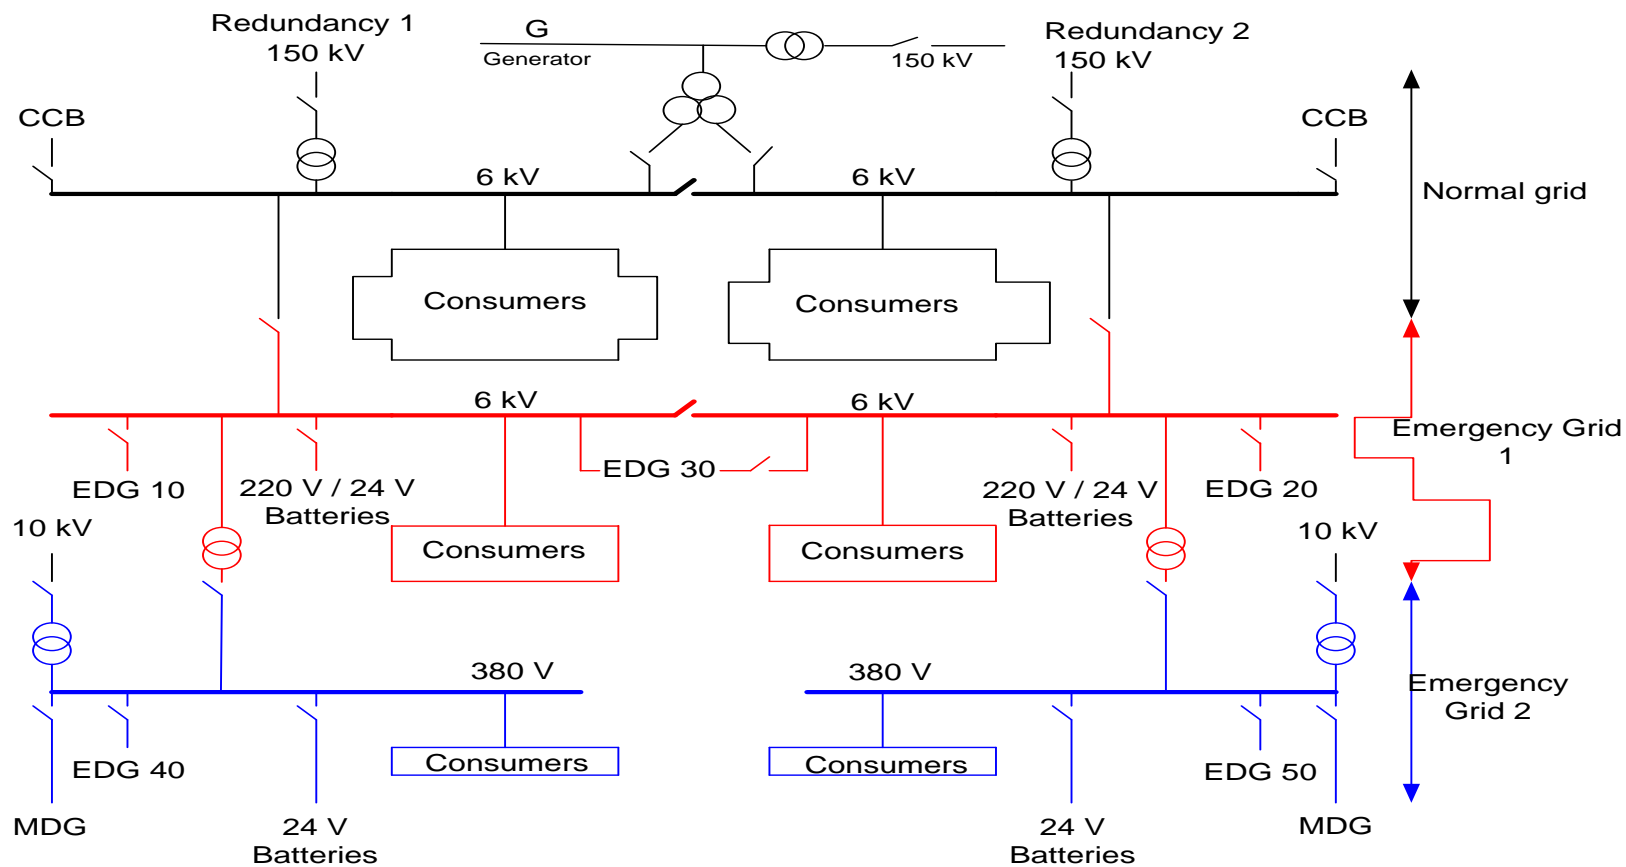 Redundancy 1
150 kV
G
Generator
150 kV
Redundancy 2
150 kV
CCB
CCB
6 kV
6 kV
Normal grid
Consumers
Consumers
6 kV
6 kV
Emergency Grid
1
EDG 10
220 V / 24 V
Batteries
EDG 30
220 V / 24 V
Batteries
EDG 20
10 kV
10 kV
Consumers
Consumers
380 V
380 V
Emergency
Grid 2
EDG 40
Consumers
Consumers
EDG 50
MDG
24 V
Batteries
24 V
Batteries
MDG